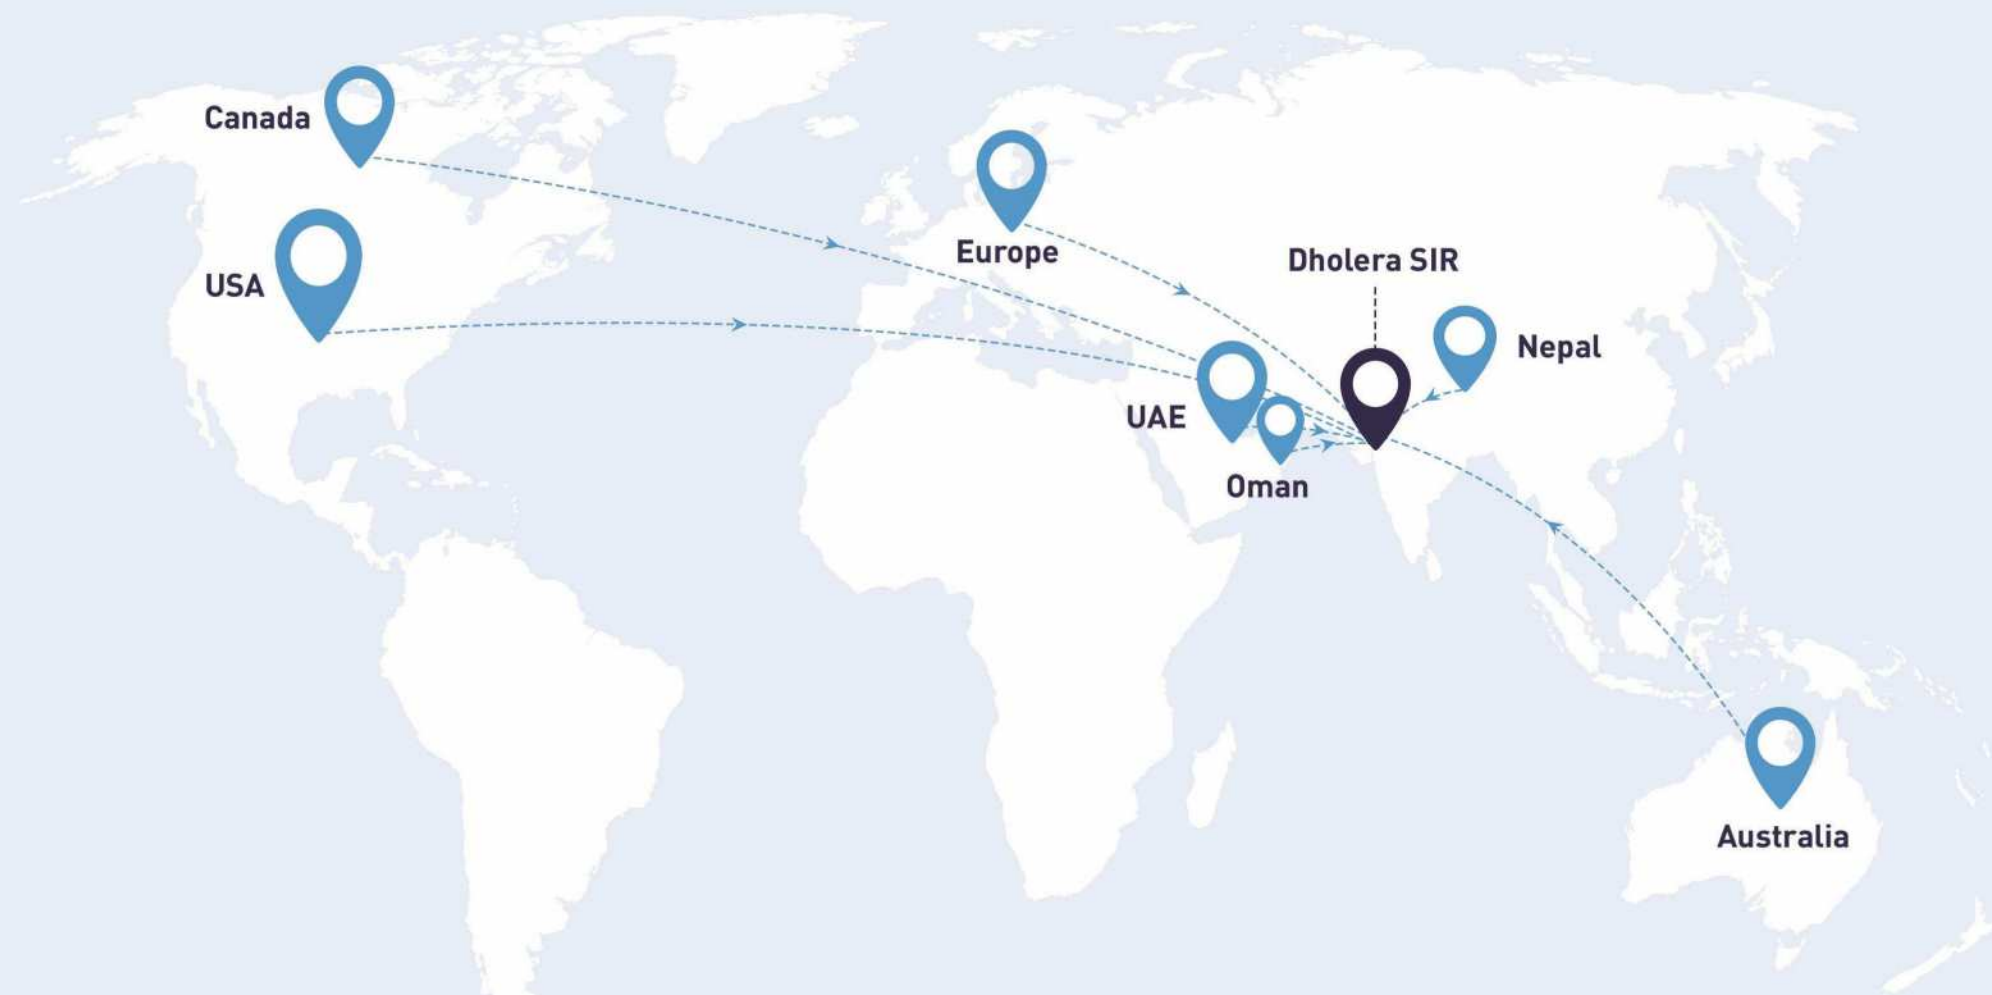 Canada
USA
Europe
Dholera SIR
Nepal
UAE
Oman
Australia